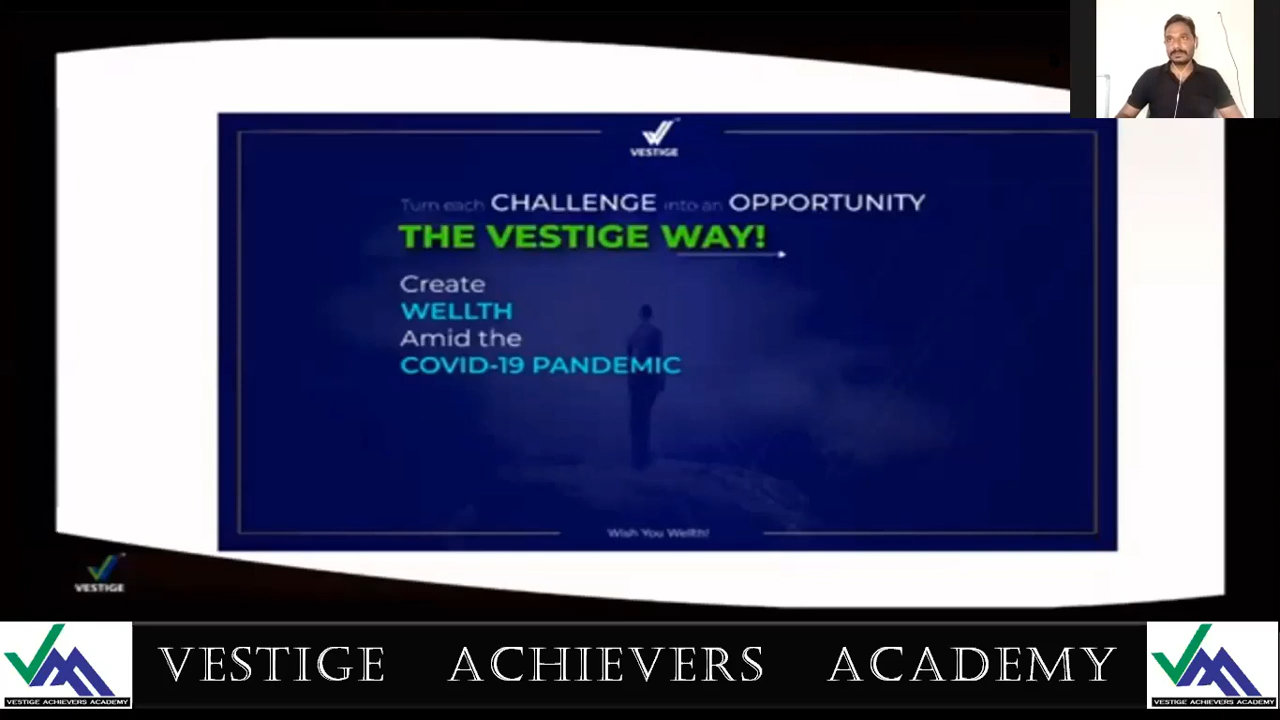 VESTIGE
Turn each CHALLENGE into an OPPORTUNITY
THE VESTIGE WAY!
Create
WELLTH
Amid the
COVID-19 PANDEMIC
Wish You Wellth!
VESTIGE
VESTIGE ACHIEVERS ACADEMY
VESTIGE ACHIEVERS ACADEMY
VESTIGE ACHIEVERS ACADEMY